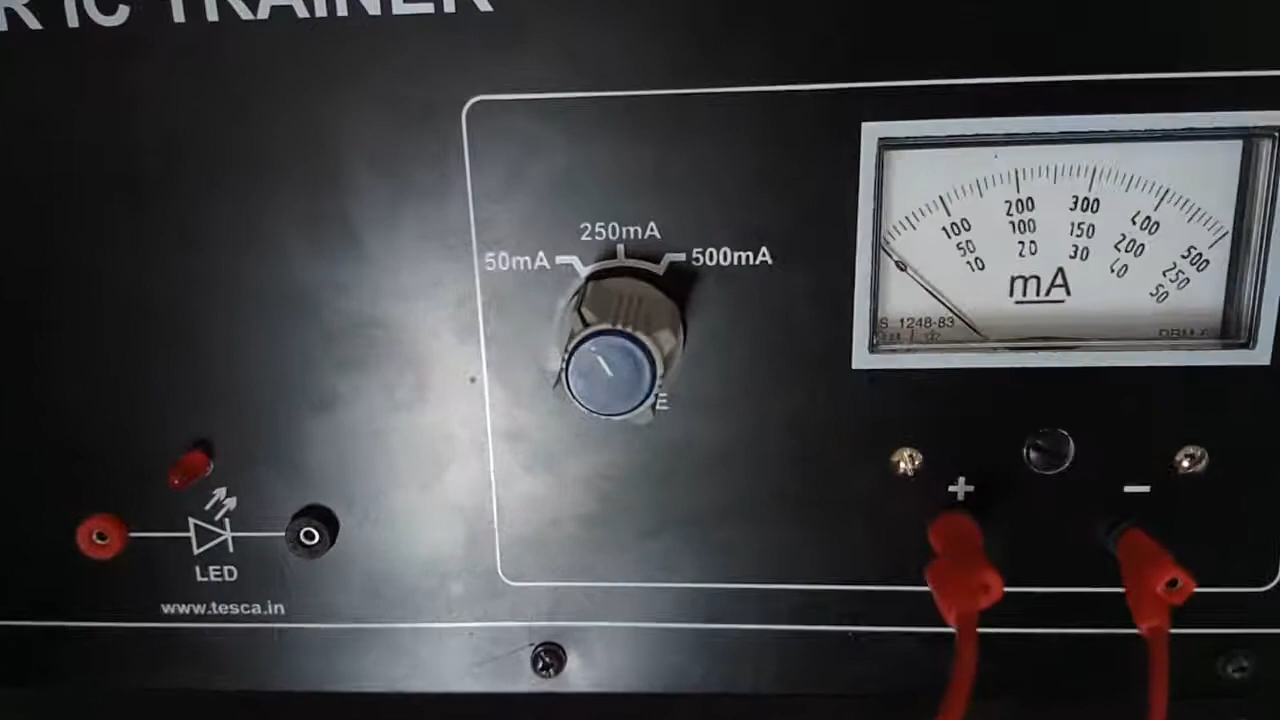 R IC TRAINER
250mA
50mA
500mA
100 200 300 400 500
50 100 150 200 250
10 20 30 40 50
mA
S 1248-83
E
+ −
LED
www.tesca.in